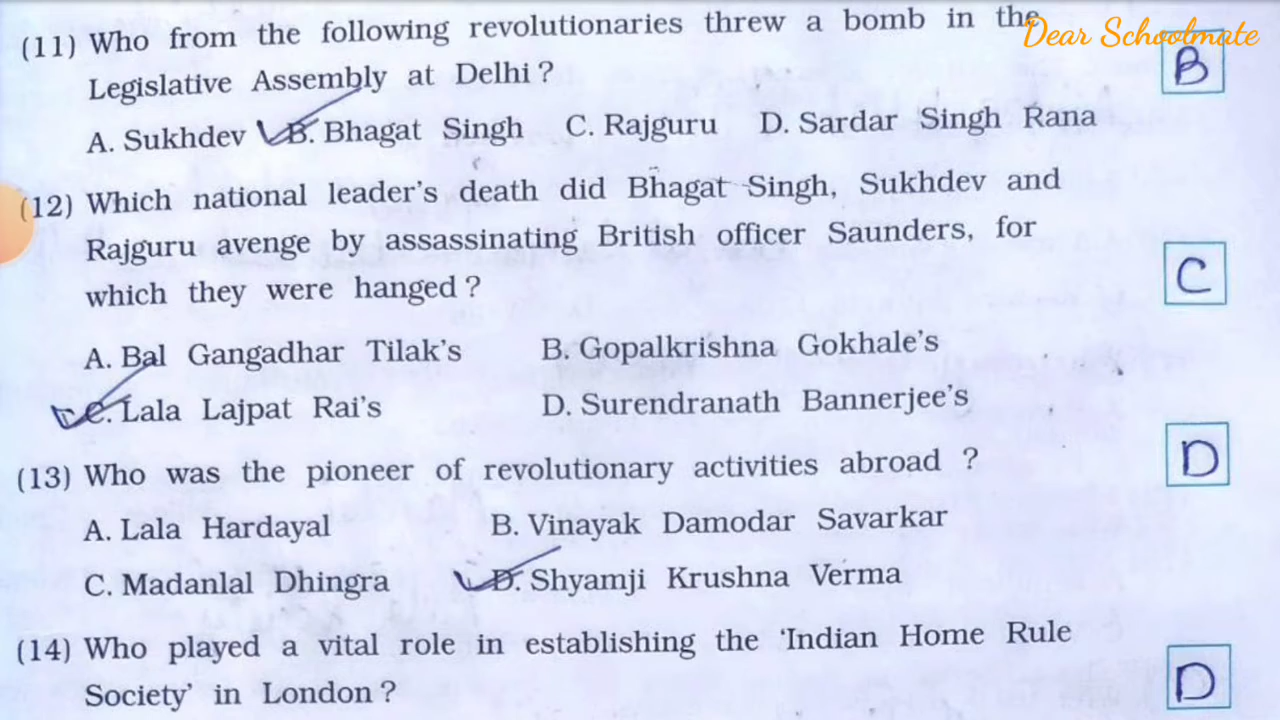 Dear Schoolmate
(11) Who from the following revolutionaries threw a bomb in the
B
Legislative Assembly at Delhi ?
A. Sukhdev B. Bhagat Singh C. Rajguru D. Sardar Singh Rana
(12) Which national leader's death did Bhagat Singh, Sukhdev and
Rajguru avenge by assassinating British officer Saunders, for
C
which they were hanged ?
A. Bal Gangadhar Tilak's B. Gopalkrishna Gokhale's
C. Lala Lajpat Rai's D. Surendranath Bannerjee's
(13) Who was the pioneer of revolutionary activities abroad ?
D
A. Lala Hardayal B. Vinayak Damodar Savarkar
C. Madanlal Dhingra D. Shyamji Krushna Verma
(14) Who played a vital role in establishing the 'Indian Home Rule
Society' in London ?
D